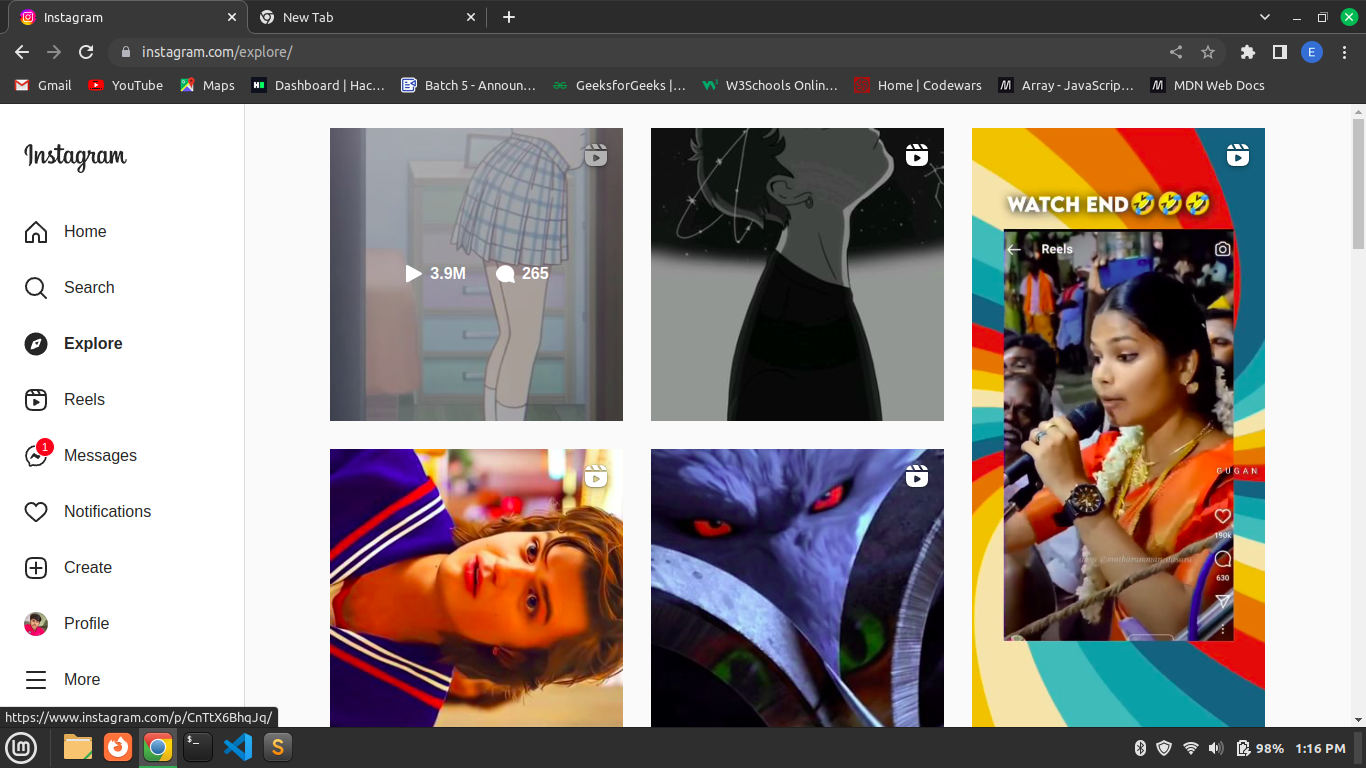 Instagram
New Tab
instagram.com/explore/
E
Gmail
YouTube
Maps
Dashboard | Hac…
Batch 5 - Announ…
GeeksforGeeks |…
W3Schools Onlin…
Home | Codewars
Array - JavaScrip…
MDN Web Docs
Instagram
Home
Search
Explore
Reels
1
Messages
Notifications
Create
Profile
More
3.9M 265
WATCH END🤣🤣🤣
Reels
GUGAN
190k
630
https://www.instagram.com/p/CnTtX6BhqJq/
98% 1:16 PM